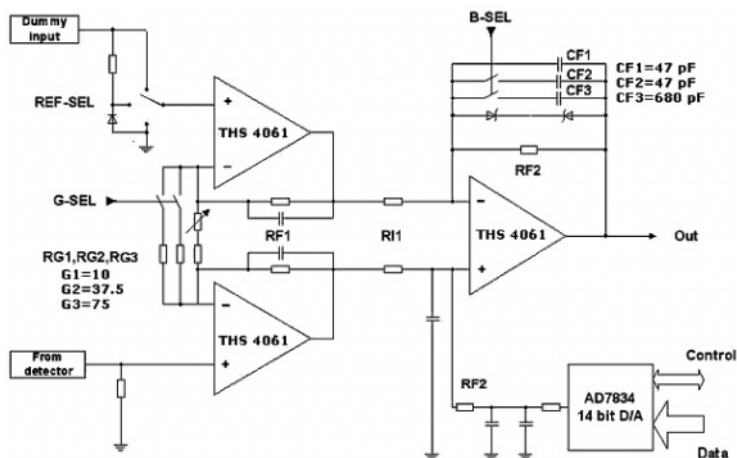 Dummy
input
B-SEL
CF1
CF2
CF3
CF1=47 pF
CF2=47 pF
CF3=680 pF
REF-SEL
+
THS 4061
−
RF2
G-SEL
RF1
RI1
−
THS 4061
+
Out
RG1,RG2,RG3
G1=10
G2=37.5
G3=75
−
THS 4061
+
From
detector
RF2
AD7834
14 bit D/A
Control
Data